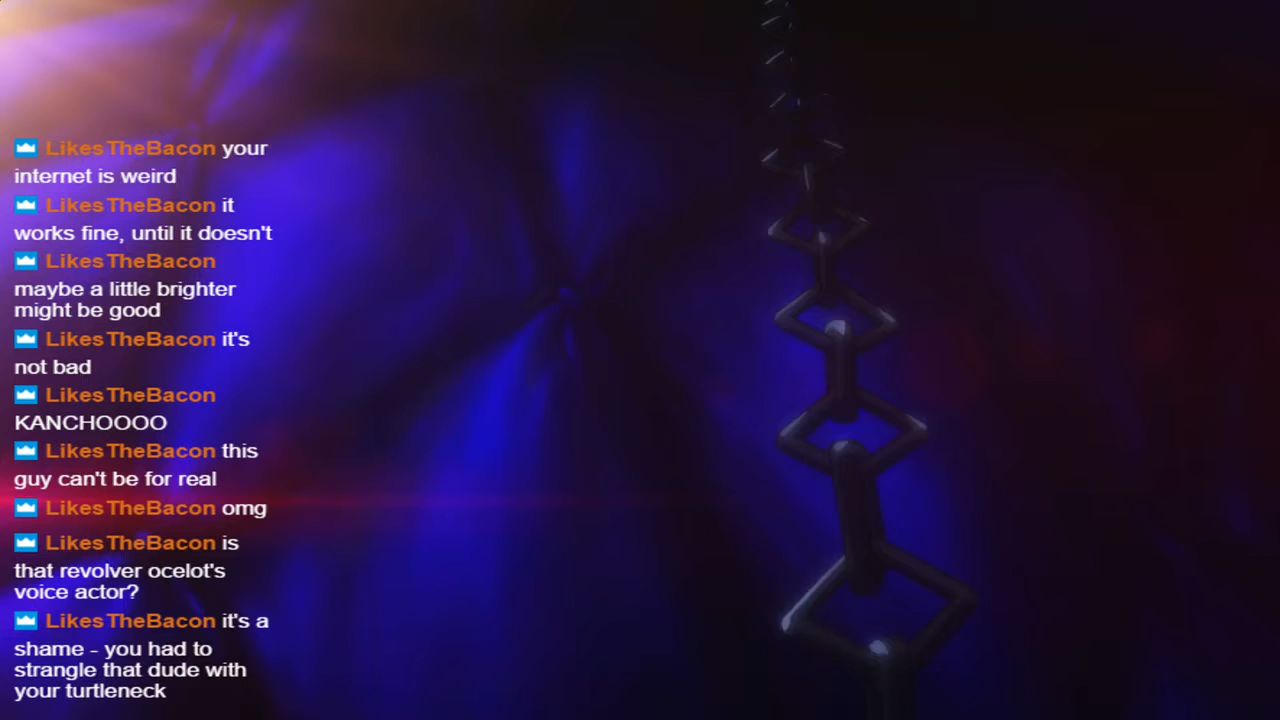 LikesTheBacon your
internet is weird
LikesTheBacon it
works fine, until it doesn't
LikesTheBacon
maybe a little brighter
might be good
LikesTheBacon it's
not bad
LikesTheBacon
KANCHOOOO
LikesTheBacon this
guy can't be for real
LikesTheBacon omg
LikesTheBacon is
that revolver ocelot's
voice actor?
LikesTheBacon it's a
shame - you had to
strangle that dude with
your turtleneck